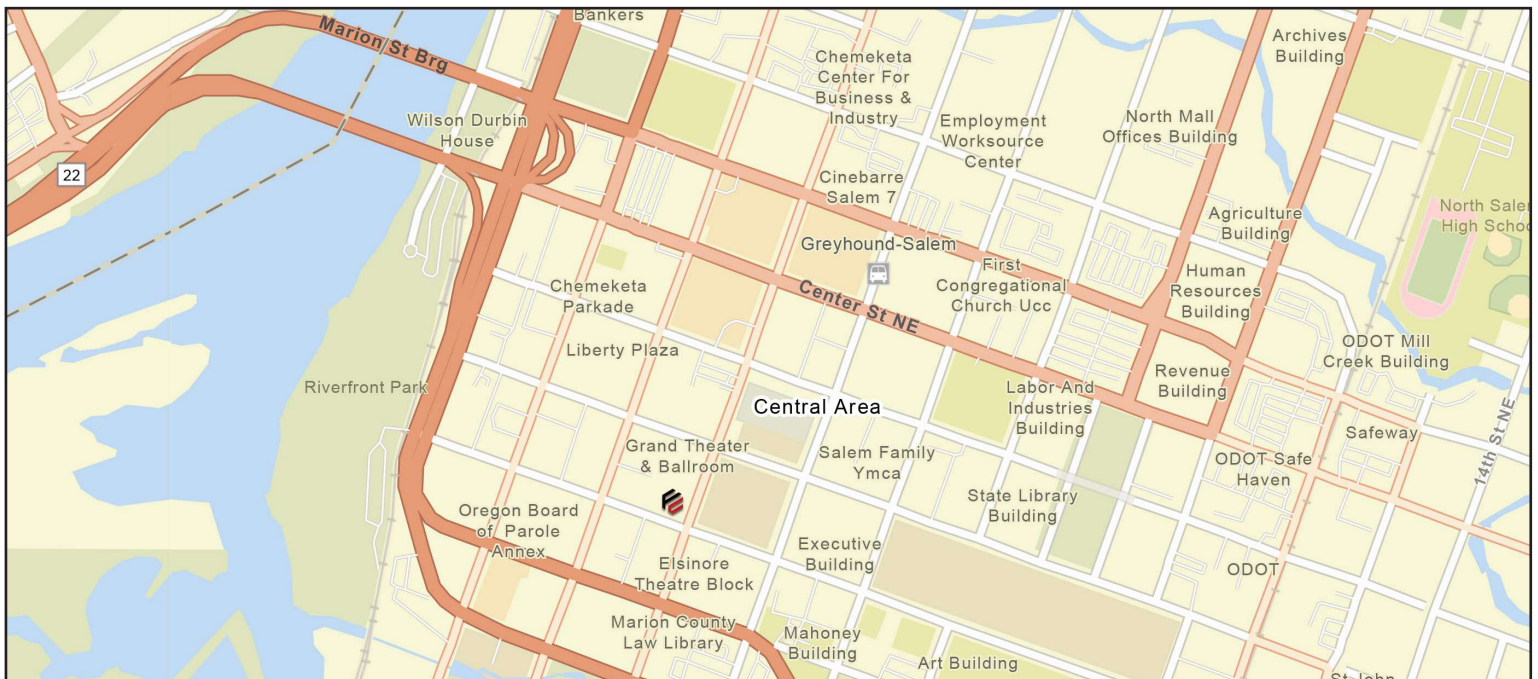 Bankers
Marion St Brg
Archives
Building
Chemeketa
Center For
Business &
Industry
Wilson Durbin
House
Employment
Worksource
Center
North Mall
Offices Building
22
Cinebarre
Salem 7
North Salem
High School
Agriculture
Building
Greyhound-Salem
First
Congregational
Church Ucc
Human
Resources
Building
Chemeketa
Parkade
Center St NE
Liberty Plaza
ODOT Mill
Creek Building
Riverfront Park
Revenue
Building
Labor And
Industries
Building
Central Area
14th St NE
Safeway
Grand Theater
& Ballroom
Salem Family
Ymca
ODOT Safe
Haven
State Library
Building
Oregon Board
of Parole
Annex
Executive
Building
Elsinore
Theatre Block
ODOT
Marion County
Law Library
Mahoney
Building
Art Building
St John